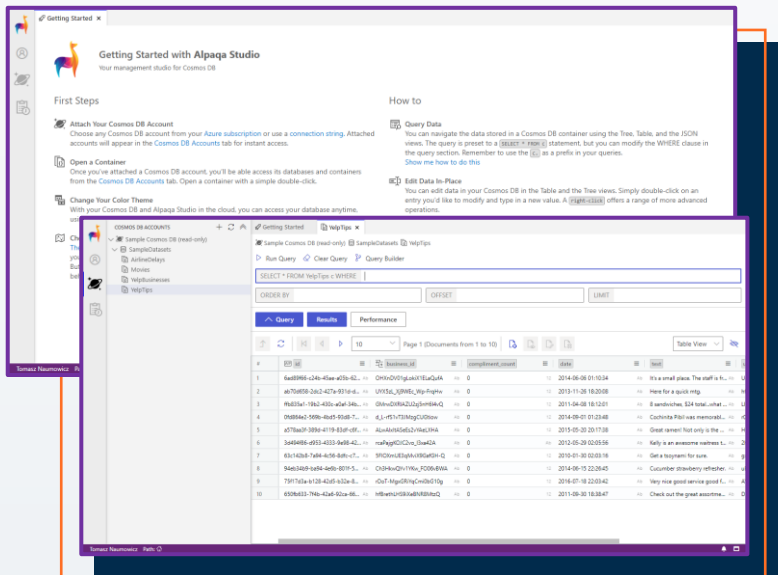 Getting Started ×
Getting Started with Alpaqa Studio
Your management studio for Cosmos DB
First Steps
Attach Your Cosmos DB Account
Choose any Cosmos DB account from your Azure subscription or use a connection string. Attached
accounts will appear in the Cosmos DB Accounts tab for instant access.
Open a Container
Once you've attached a Cosmos DB account, you'll be able access its databases and containers
from the Cosmos DB Accounts tab. Open a container with a simple double-click.
Change Your Color Theme
With your Cosmos DB and Alpaqa Studio in the cloud, you can access your database anytime,
How to
Query Data
You can navigate the data stored in a Cosmos DB container using the Tree, Table, and the JSON
views. The query is preset to a SELECT * FROM c statement, but you can modify the WHERE clause in
the query section. Remember to use the c. as a prefix in your queries.
Show me how to do this
Edit Data In-Place
You can edit data in your Cosmos DB in the Table and the Tree views. Simply double-click on an
entry you'd like to modify and type in a new value. A right-click offers a range of more advanced
operations.
Tomasz Naumowicz
COSMOS DB ACCOUNTS
Sample Cosmos DB (read-only)
SampleDatasets
AirlineDelays
Movies
YelpBusinesses
YelpTips
Getting Started YelpTips ×
Sample Cosmos DB (read-only) SampleDatasets YelpTips
Run Query Clear Query Query Builder
SELECT * FROM YelpTips c WHERE
ORDER BY OFFSET LIMIT
Query Results Performance
10 Page 1 (Documents from 1 to 10) Table View
# id business_id compliment_count date text
1 0 2014-06-06 01:10:34 It's a small place. The staff is fr...
2 0 2013-11-26 18:20:08 Here for a quick mtg.
3 0 2011-04-08 18:12:01 8 sandwiches, $24 total...what ...
4 0 2014-09-01 01:23:48 Cochinita Pibil was memorabl...
5 0 2015-05-20 20:17:38 Great ramen! Not only is the ...
6 0 2012-05-29 02:05:56 Kelly is an awesome waitress t...
7 0 2010-01-30 02:03:16 Get a tsoynami for sure.
8 0 2014-06-15 22:26:45 Cucumber strawberry refresher.
9 0 2016-07-18 22:03:42 Very nice good service good f...
10 0 2011-09-30 18:38:47 Check out the great assortme...
Tomasz Naumowicz Path: